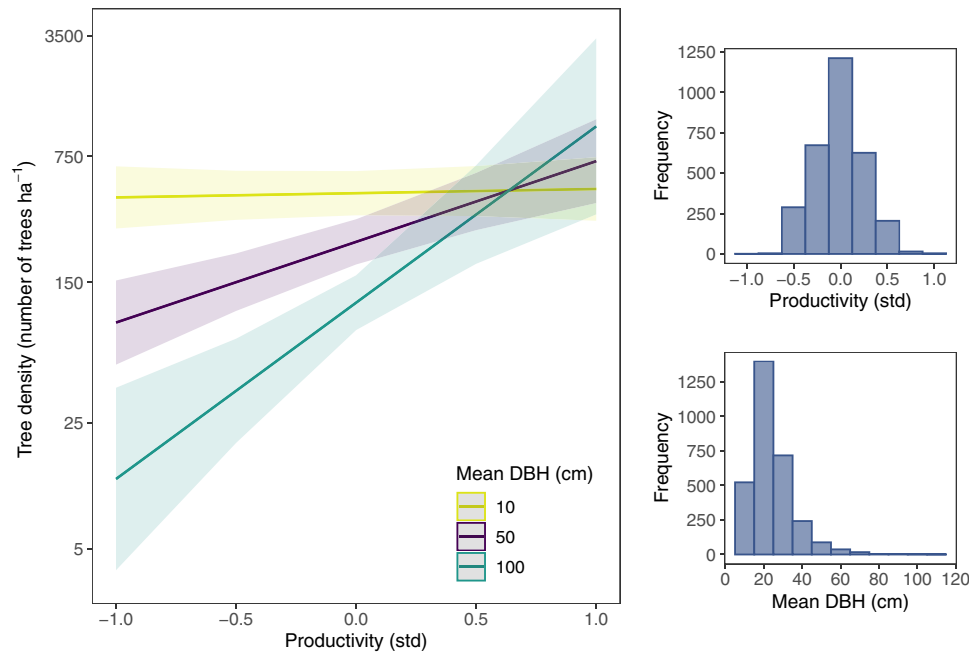 Tree density (number of trees ha⁻¹)
3500
750
150
25
5
−1.0 −0.5 0.0 0.5 1.0
Productivity (std)
Mean DBH (cm)
10
50
100
Frequency
1250
1000
750
500
250
0
−1.0 −0.5 0.0 0.5 1.0
Productivity (std)
Frequency
1250
1000
750
500
250
0
0 20 40 60 80 100 120
Mean DBH (cm)